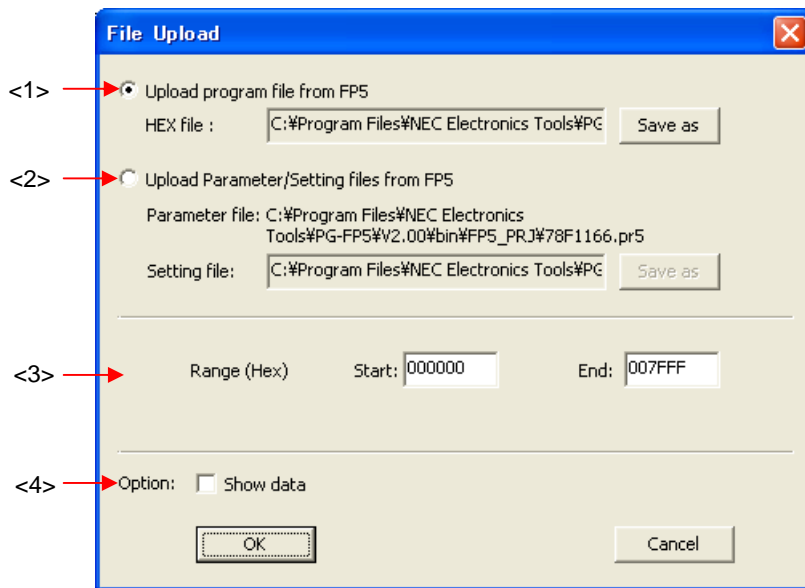 File Upload
<1>
Upload program file from FP5
HEX file : C:¥Program Files¥NEC Electronics Tools¥PG Save as
<2>
Upload Parameter/Setting files from FP5
Parameter file: C:¥Program Files¥NEC Electronics
Tools¥PG-FP5¥V2.00¥bin¥FP5_PRJ¥78F1166.pr5
Setting file: C:¥Program Files¥NEC Electronics Tools¥PG Save as
<3> Range (Hex) Start: 000000 End: 007FFF
<4> Option: Show data
OK Cancel